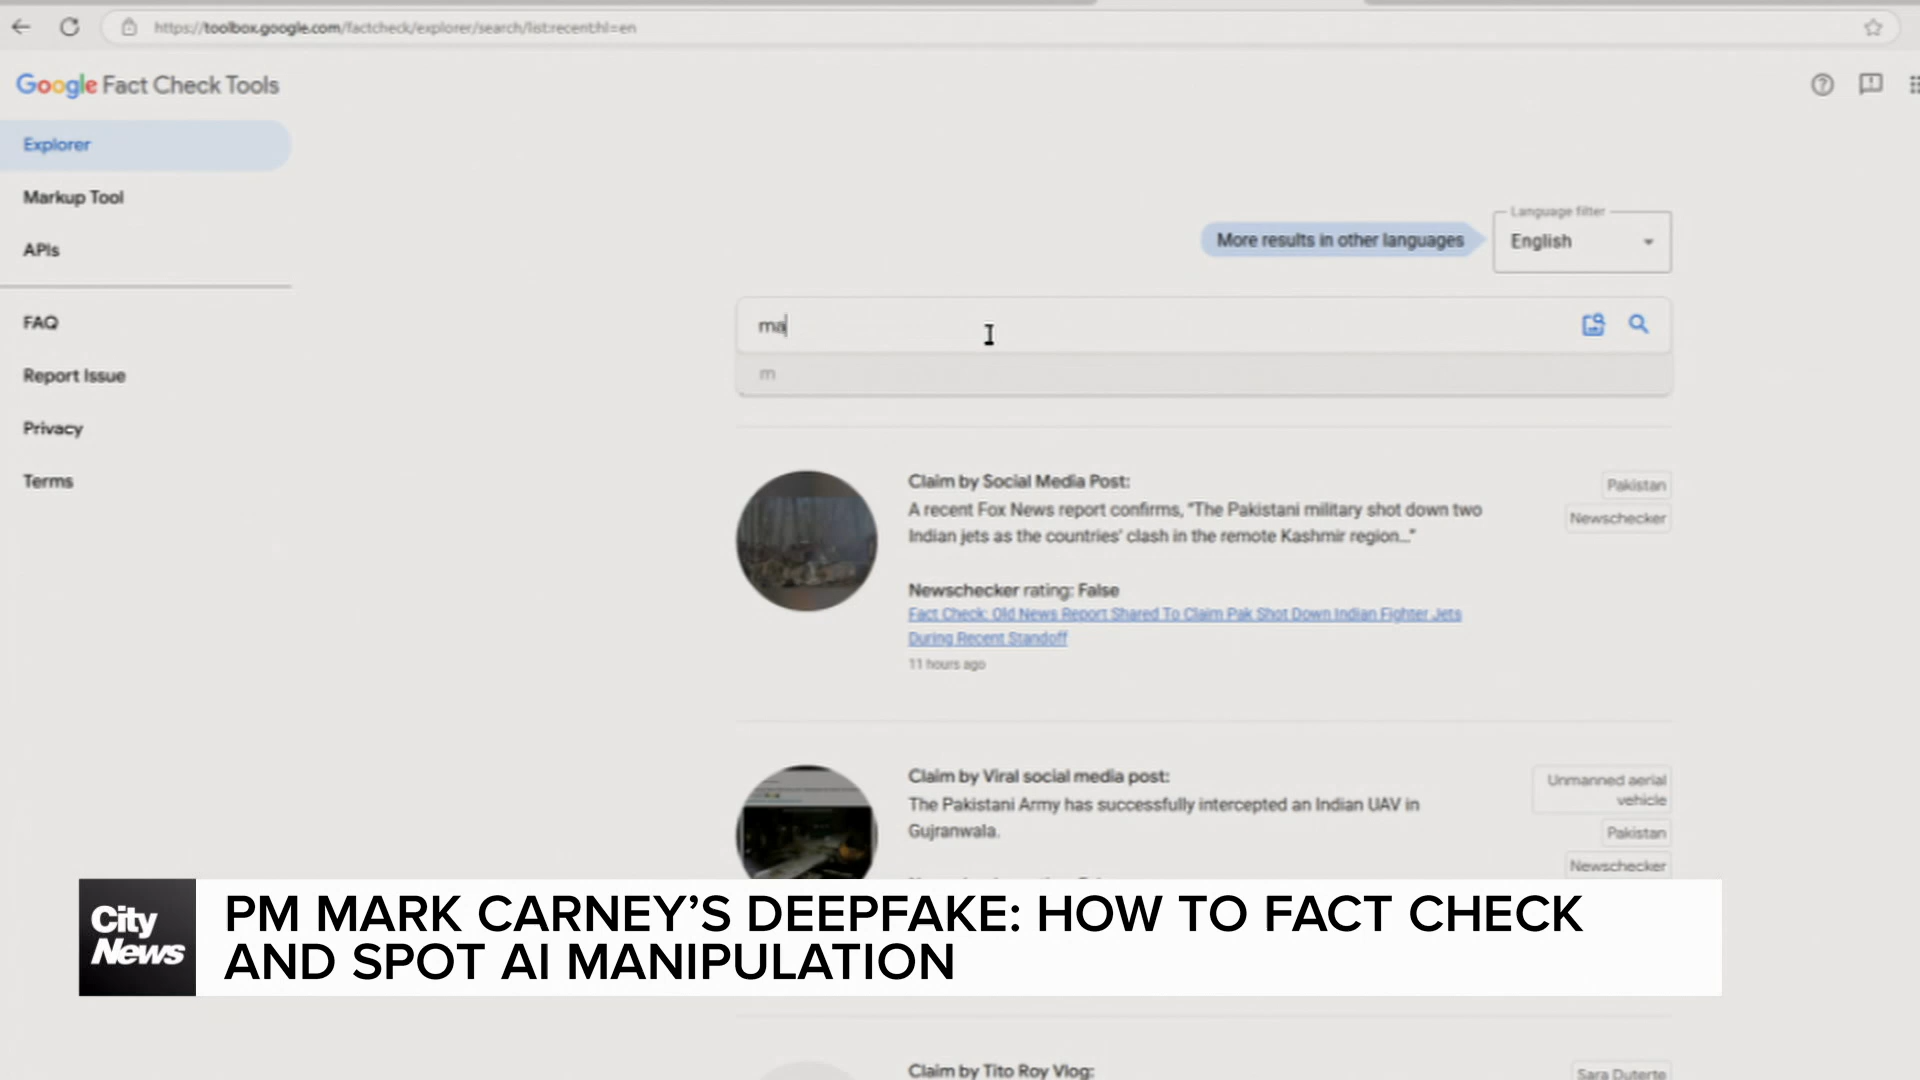 https://toolbox.google.com/factcheck/explorer/search/list:recent;hl=en
Google Fact Check Tools
Explorer
Markup Tool
APIs
FAQ
Report Issue
Privacy
Terms
More results in other languages
Language filter
English
ma
m
Claim by Social Media Post:
A recent Fox News report confirms, "The Pakistani military shot down two
Indian jets as the countries' clash in the remote Kashmir region..."
Pakistan
Newschecker
Newschecker rating: False
Fact Check: Old News Report Shared To Claim Pak Shot Down Indian Fighter Jets
During Recent Standoff
11 hours ago
Claim by Viral social media post:
The Pakistani Army has successfully intercepted an Indian UAV in
Gujranwala.
Unmanned aerial
vehicle
Pakistan
Newschecker
City
News
PM MARK CARNEY’S DEEPFAKE: HOW TO FACT CHECK
AND SPOT AI MANIPULATION
Claim by Tito Roy Vlog:
Sara Duterte